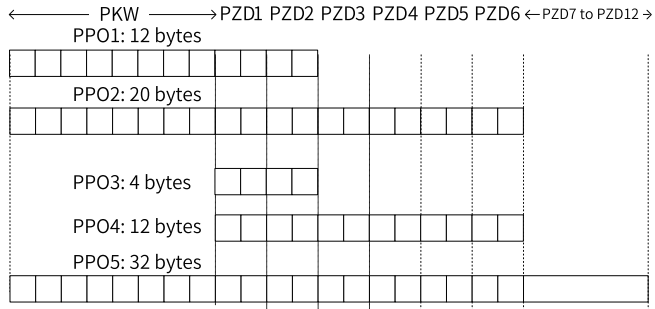 PKW PZD1 PZD2 PZD3 PZD4 PZD5 PZD6 PZD7 to PZD12
PPO1: 12 bytes
PPO2: 20 bytes
PPO3: 4 bytes
PPO4: 12 bytes
PPO5: 32 bytes